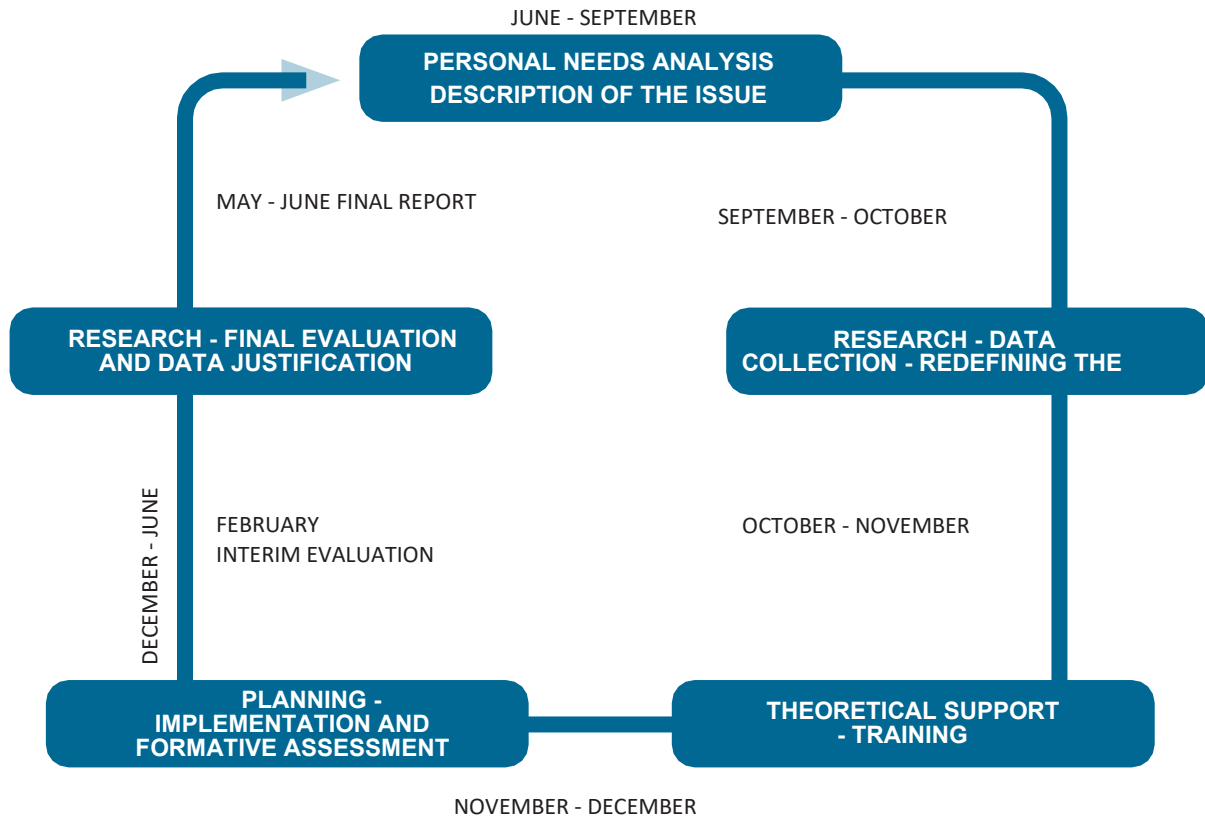 JUNE - SEPTEMBER
PERSONAL NEEDS ANALYSIS
DESCRIPTION OF THE ISSUE
MAY - JUNE FINAL REPORT
SEPTEMBER - OCTOBER
RESEARCH - FINAL EVALUATION
AND DATA JUSTIFICATION
RESEARCH - DATA
COLLECTION - REDEFINING THE
DECEMBER - JUNE
FEBRUARY
INTERIM EVALUATION
OCTOBER - NOVEMBER
PLANNING -
IMPLEMENTATION AND
FORMATIVE ASSESSMENT
THEORETICAL SUPPORT
- TRAINING
NOVEMBER - DECEMBER